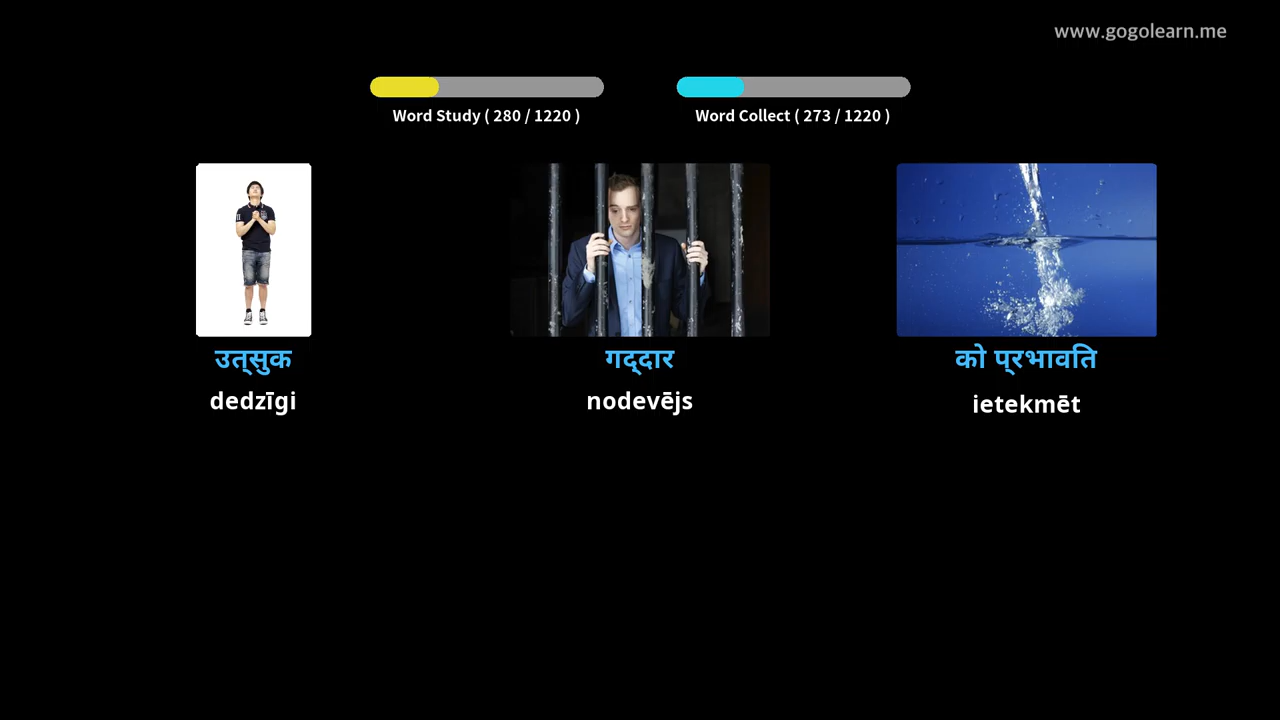 www.gogolearn.me
Word Study ( 280 / 1220 )
Word Collect ( 273 / 1220 )
उत्‌सुक
गद्‌दार
को प्‌रभावति
dedzīgi
nodevējs
ietekmēt